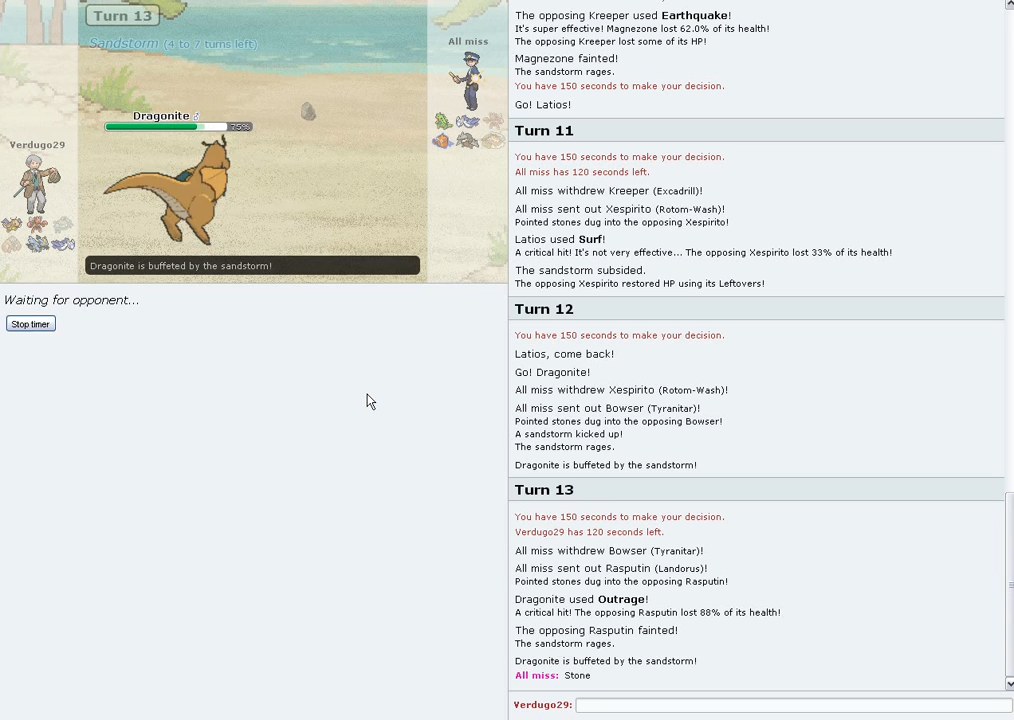 Turn 13
Sandstorm (4 to 7 turns left)
All miss
Dragonite ♂
75%
Verdugo29
Dragonite is buffeted by the sandstorm!
Waiting for opponent...
Stop timer
The opposing Kreeper used Earthquake!
It's super effective! Magnezone lost 62.0% of its health!
The opposing Kreeper lost some of its HP!
Magnezone fainted!
The sandstorm rages.
You have 150 seconds to make your decision.
Go! Latios!
Turn 11
You have 150 seconds to make your decision.
All miss has 120 seconds left.
All miss withdrew Kreeper (Excadrill)!
All miss sent out Xespirito (Rotom-Wash)!
Pointed stones dug into the opposing Xespirito!
Latios used Surf!
A critical hit! It's not very effective... The opposing Xespirito lost 33% of its health!
The sandstorm subsided.
The opposing Xespirito restored HP using its Leftovers!
Turn 12
You have 150 seconds to make your decision.
Latios, come back!
Go! Dragonite!
All miss withdrew Xespirito (Rotom-Wash)!
All miss sent out Bowser (Tyranitar)!
Pointed stones dug into the opposing Bowser!
A sandstorm kicked up!
The sandstorm rages.
Dragonite is buffeted by the sandstorm!
Turn 13
You have 150 seconds to make your decision.
Verdugo29 has 120 seconds left.
All miss withdrew Bowser (Tyranitar)!
All miss sent out Rasputin (Landorus)!
Pointed stones dug into the opposing Rasputin!
Dragonite used Outrage!
A critical hit! The opposing Rasputin lost 88% of its health!
The opposing Rasputin fainted!
The sandstorm rages.
Dragonite is buffeted by the sandstorm!
All miss: Stone
Verdugo29: